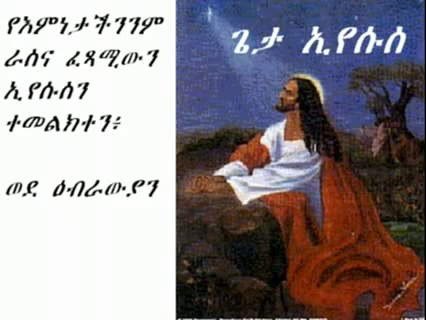 የእምነታችንንም
ራስና ፈጻሚውን
ኢየሱስን
ተመልክተን፥
ወደ ዕብራውያን
ጌታ ኢየሱስ